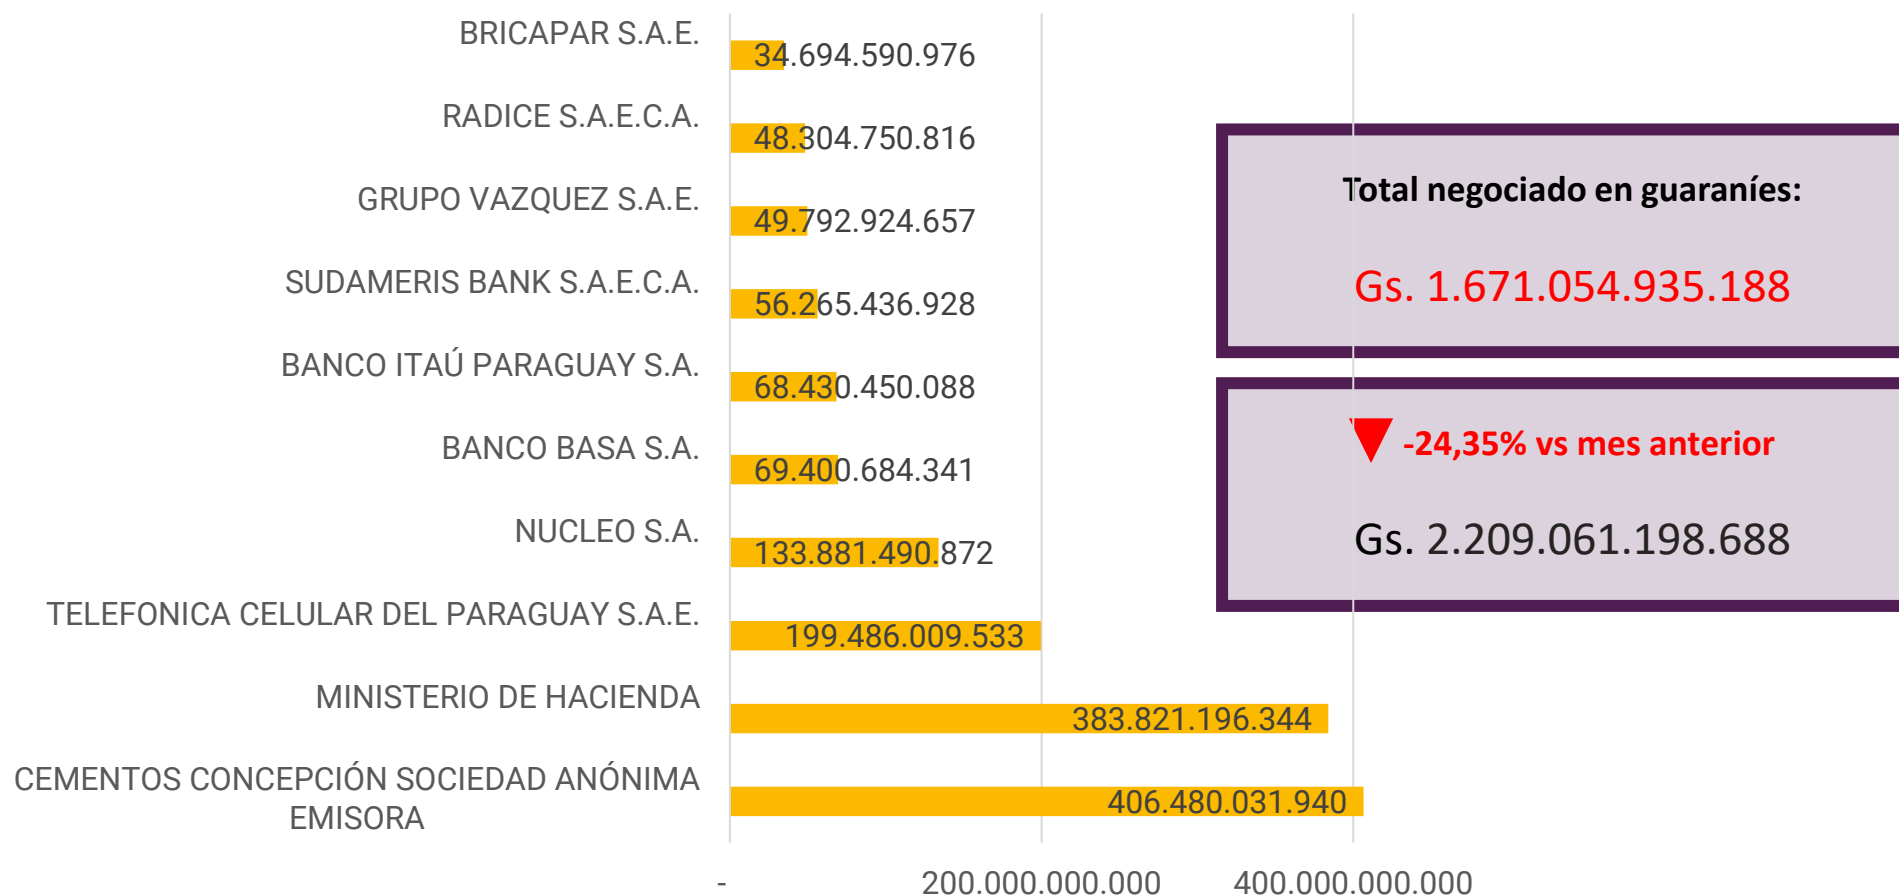 BRICAPAR S.A.E.
34.694.590.976
RADICE S.A.E.C.A.
48.304.750.816
GRUPO VAZQUEZ S.A.E.
49.792.924.657
SUDAMERIS BANK S.A.E.C.A.
56.265.436.928
BANCO ITAÚ PARAGUAY S.A.
68.430.450.088
BANCO BASA S.A.
69.400.684.341
NUCLEO S.A.
133.881.490.872
TELEFONICA CELULAR DEL PARAGUAY S.A.E.
199.486.009.533
MINISTERIO DE HACIENDA
383.821.196.344
CEMENTOS CONCEPCIÓN SOCIEDAD ANÓNIMA
EMISORA
406.480.031.940
-
200.000.000.000
400.000.000.000
Total negociado en guaraníes:
Gs. 1.671.054.935.188
-24,35% vs mes anterior
Gs. 2.209.061.198.688